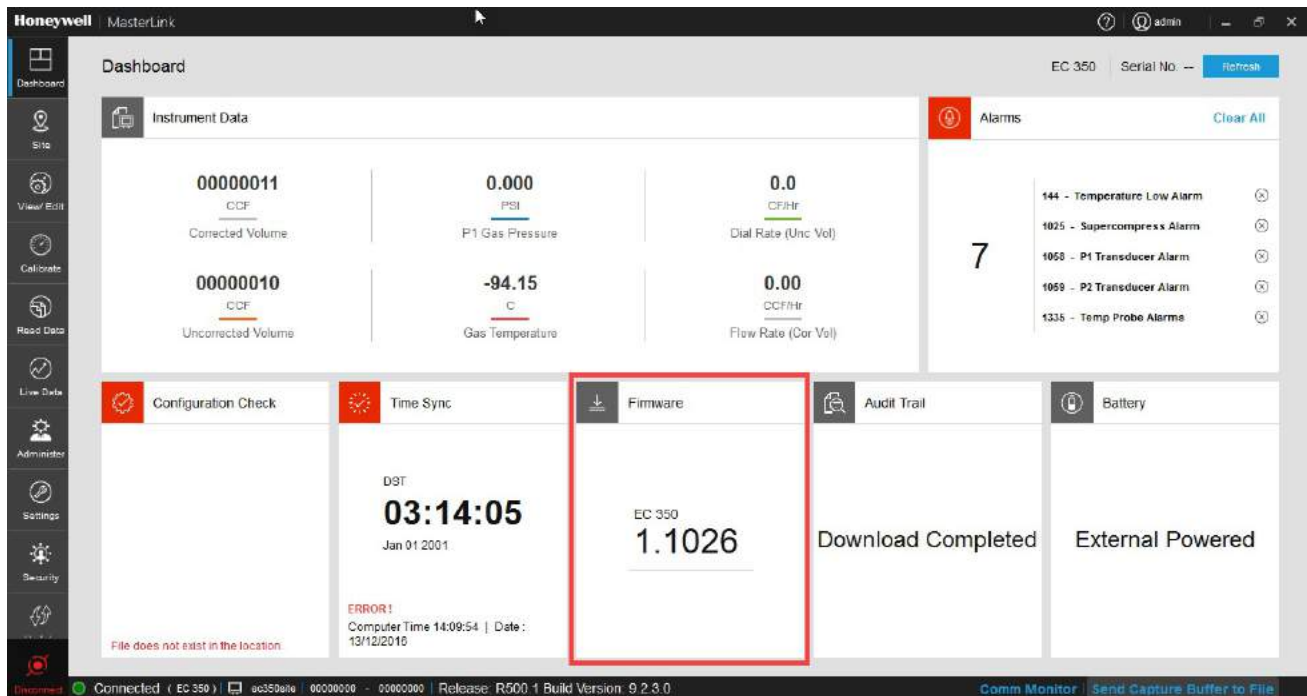 Honeywell | MasterLink
admin
Dashboard
Site
View/ Edit
Calibrate
Read Data
Live Data
Administer
Settings
Security
Disconnect
Dashboard
EC 350
Serial No. --
Refresh
Instrument Data
00000011
CCF
Corrected Volume
0.000
PSI
P1 Gas Pressure
0.0
CF/Hr
Dial Rate (Unc Vol)
00000010
CCF
Uncorrected Volume
-94.15
C
Gas Temperature
0.00
CCF/Hr
Flow Rate (Cor Vol)
Alarms
Clear All
7
144 - Temperature Low Alarm
1025 - Supercompress Alarm
1058 - P1 Transducer Alarm
1059 - P2 Transducer Alarm
1335 - Temp Probe Alarms
Configuration Check
File does not exist in the location
Time Sync
DST
03:14:05
Jan 01 2001
ERROR!
Computer Time 14:09:54 | Date :
13/12/2016
Firmware
EC 350
1.1026
Audit Trail
Download Completed
Battery
External Powered
Connected ( EC 350 ) | ec350site | 00000000 - 00000000 | Release: R500.1 Build Version: 9.2.3.0
Comm Monitor | Send Capture Buffer to File